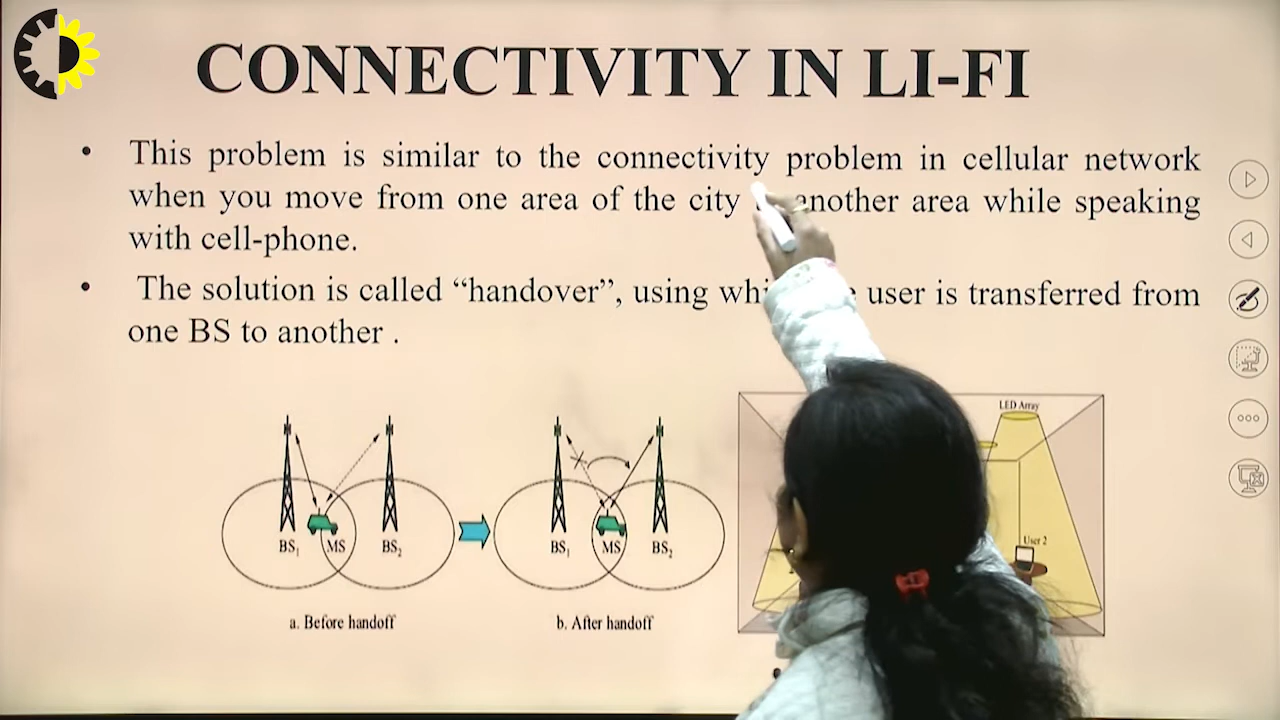 CONNECTIVITY IN LI-FI
• This problem is similar to the connectivity problem in cellular network
when you move from one area of the city another area while speaking
with cell-phone.
• The solution is called “handover”, using user is transferred from
one BS to another .
LED Array
User 2
BS1 MS BS2
BS1 MS BS2
a. Before handoff
b. After handoff